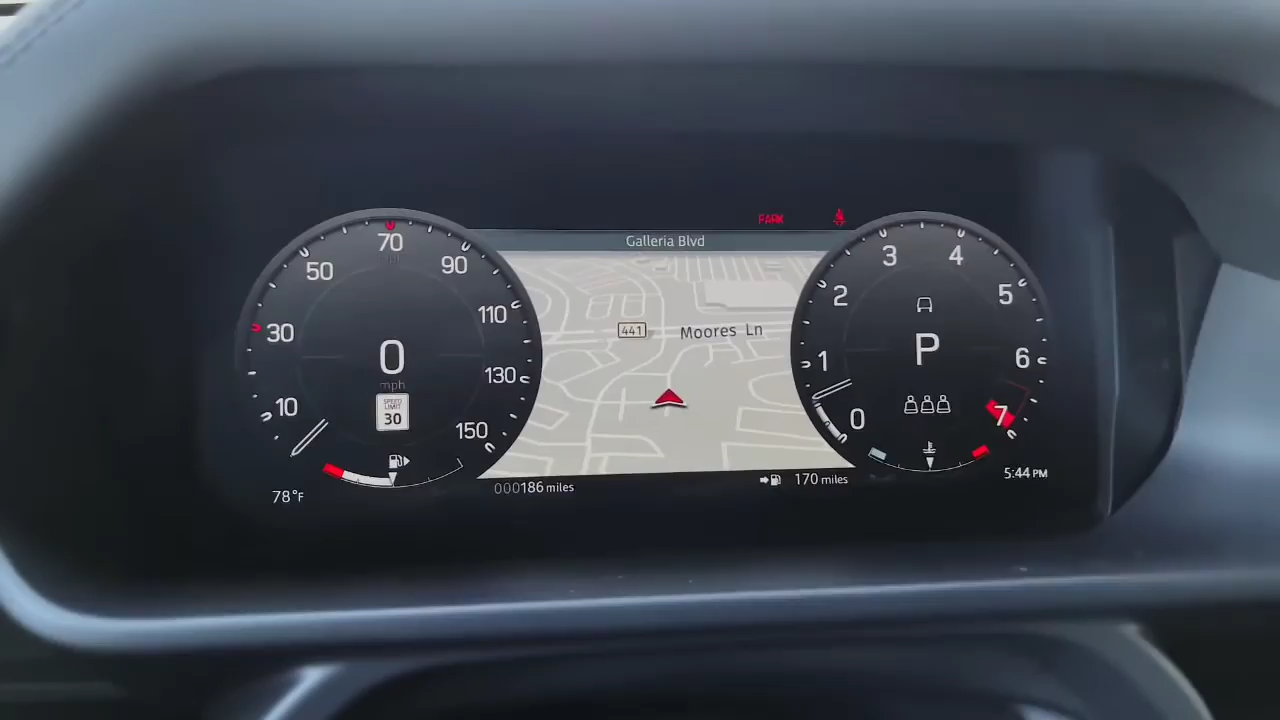 PARK
Galleria Blvd
10
30
50
70
90
110
130
150
0
mph
SPEED
LIMIT
30
441
Moores Ln
0
1
2
3
4
5
6
7
P
78°F
000186 miles
170 miles
5:44 PM